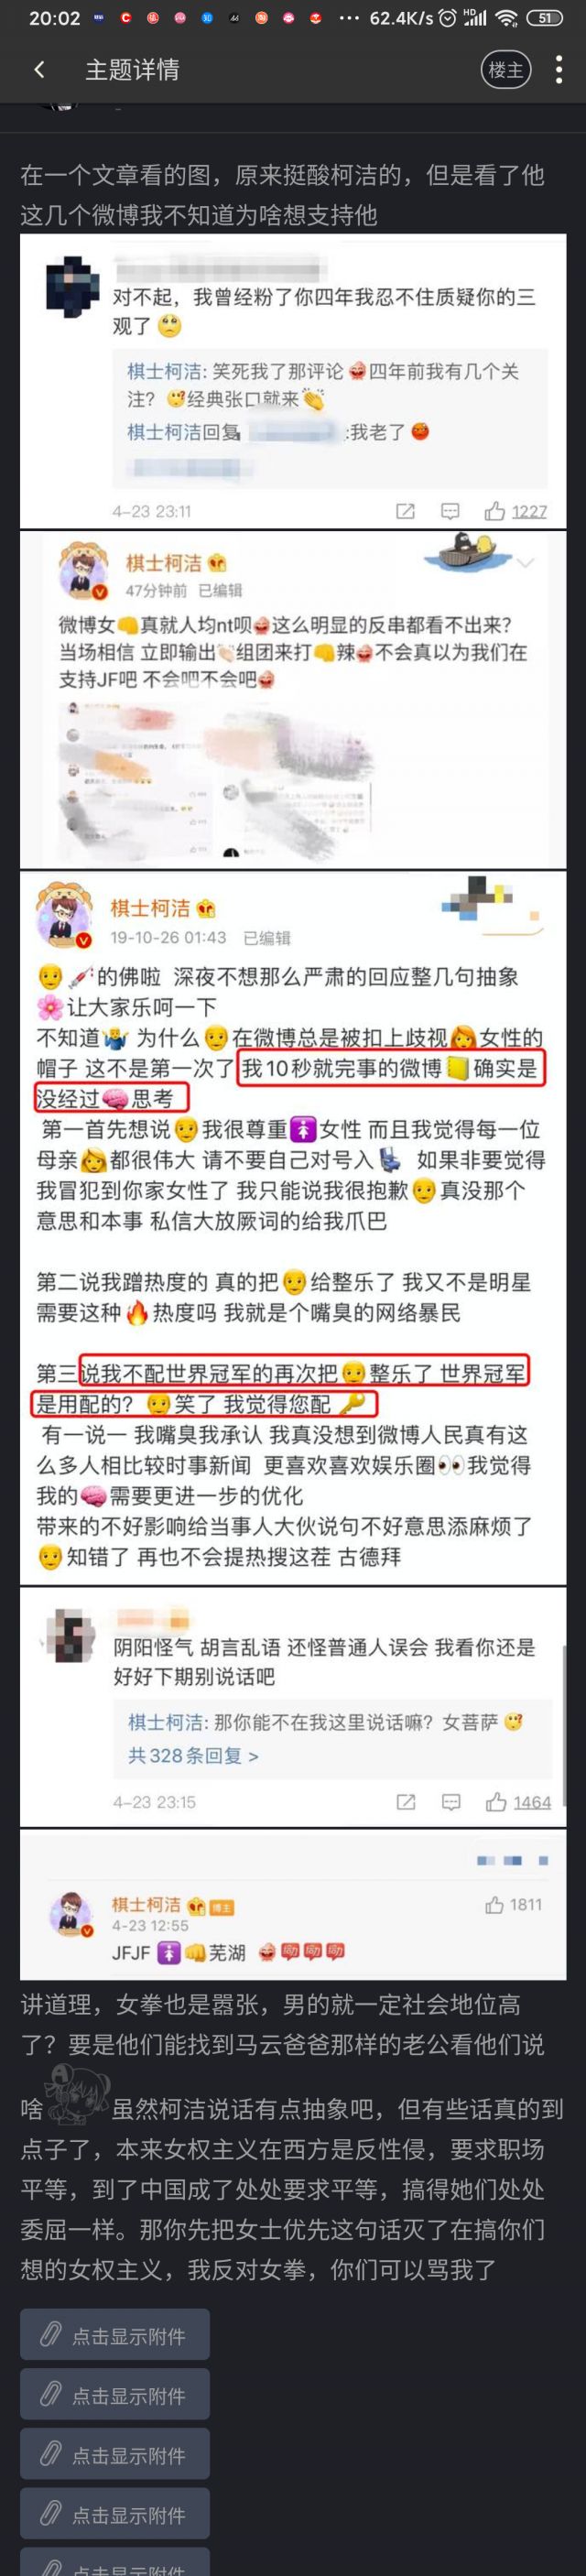 20:02
62.4K/s
HD
51
主题详情
楼主
在一个文章看的图，原来挺酸柯洁的，但是看了他
这几个微博我不知道为啥想支持他
对不起，我曾经粉了你四年我忍不住质疑你的三
观了🥺
棋士柯洁: 笑死我了那评论 四年前我有几个关
注？ 经典张口就来👏
棋士柯洁回复 :我老了
4-23 23:11
1227
棋士柯洁
47分钟前 已编辑
微博女👊真就人均nt呗 这么明显的反串都看不出来？
当场相信 立即输出👏🏻组团来打👊辣 不会真以为我们在
支持JF吧 不会吧不会吧
棋士柯洁
19-10-26 01:43 已编辑
👨‍🦲💉的佛啦 深夜不想那么严肃的回应整几句抽象
🌸让大家乐呵一下
不知道🤷‍♂️ 为什么👨‍🦲在微博总是被扣上歧视👩女性的
帽子 这不是第一次了 我10秒就完事的微博📒确实是
没经过🧠思考
第一首先想说👨‍🦲我很尊重🚺女性 而且我觉得每一位
母亲👩都很伟大 请不要自己对号入💺 如果非要觉得
我冒犯到你家女性了 我只能说我很抱歉👨‍🦲真没那个
意思和本事 私信大放厥词的给我爪巴
第二说我蹭热度的 真的把👨‍🦲给整乐了 我又不是明星
需要这种🔥热度吗 我就是个嘴臭的网络暴民
第三说我不配世界冠军的再次把👨‍🦲整乐了 世界冠军
是用配的？ 👨‍🦲笑了 我觉得您配🔑
有一说一 我嘴臭我承认 我真没想到微博人民真有这
么多人相比较时事新闻 更喜欢喜欢娱乐圈👀我觉得
我的🧠需要更进一步的优化
带来的不好影响给当事人大伙说句不好意思添麻烦了
👨‍🦲知错了 再也不会提热搜这茬 古德拜
阴阳怪气 胡言乱语 还怪普通人误会 我看你还是
好好下期别说话吧
棋士柯洁: 那你能不在我这里说话嘛？女菩萨
共328条回复 >
4-23 23:15
1464
棋士柯洁 博主
1811
4-23 12:55
JFJF 🚺👊芜湖
讲道理，女拳也是嚣张，男的就一定社会地位高
了？要是他们能找到马云爸爸那样的老公看他们说
啥 虽然柯洁说话有点抽象吧，但有些话真的到
点子了，本来女权主义在西方是反性侵，要求职场
平等，到了中国成了处处要求平等，搞得她们处处
委屈一样。那你先把女士优先这句话灭了在搞你们
想的女权主义，我反对女拳，你们可以骂我了
点击显示附件
点击显示附件
点击显示附件
点击显示附件
点击显示附件